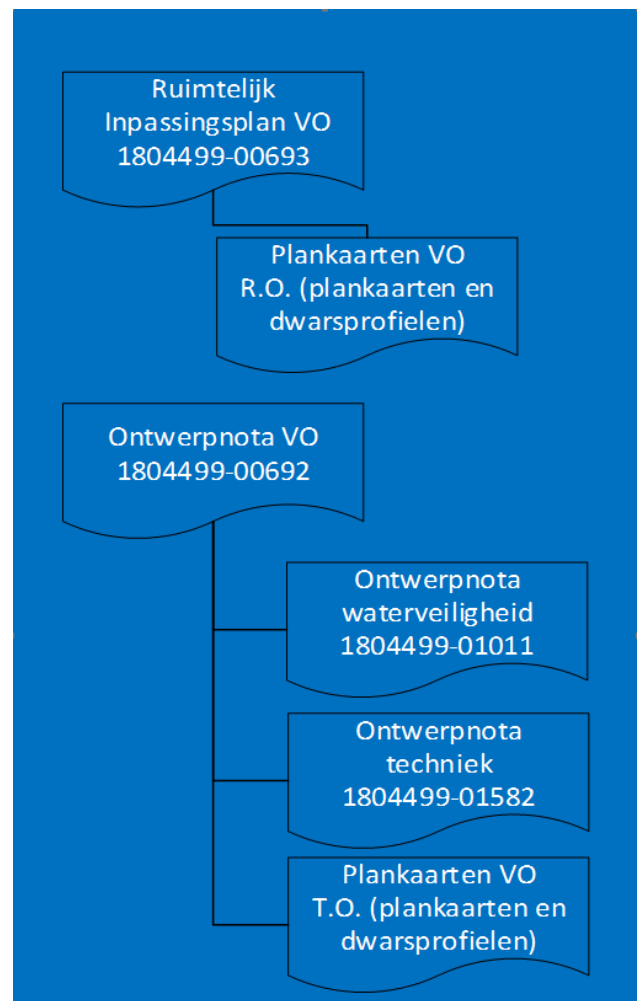 Ruimtelijk
Inpassingsplan VO
1804499-00693
Plankaarten VO
R.O. (plankaarten en
dwarsprofielen)
Ontwerpnota VO
1804499-00692
Ontwerpnota
waterveiligheid
1804499-01011
Ontwerpnota
techniek
1804499-01582
Plankaarten VO
T.O. (plankaarten en
dwarsprofielen)